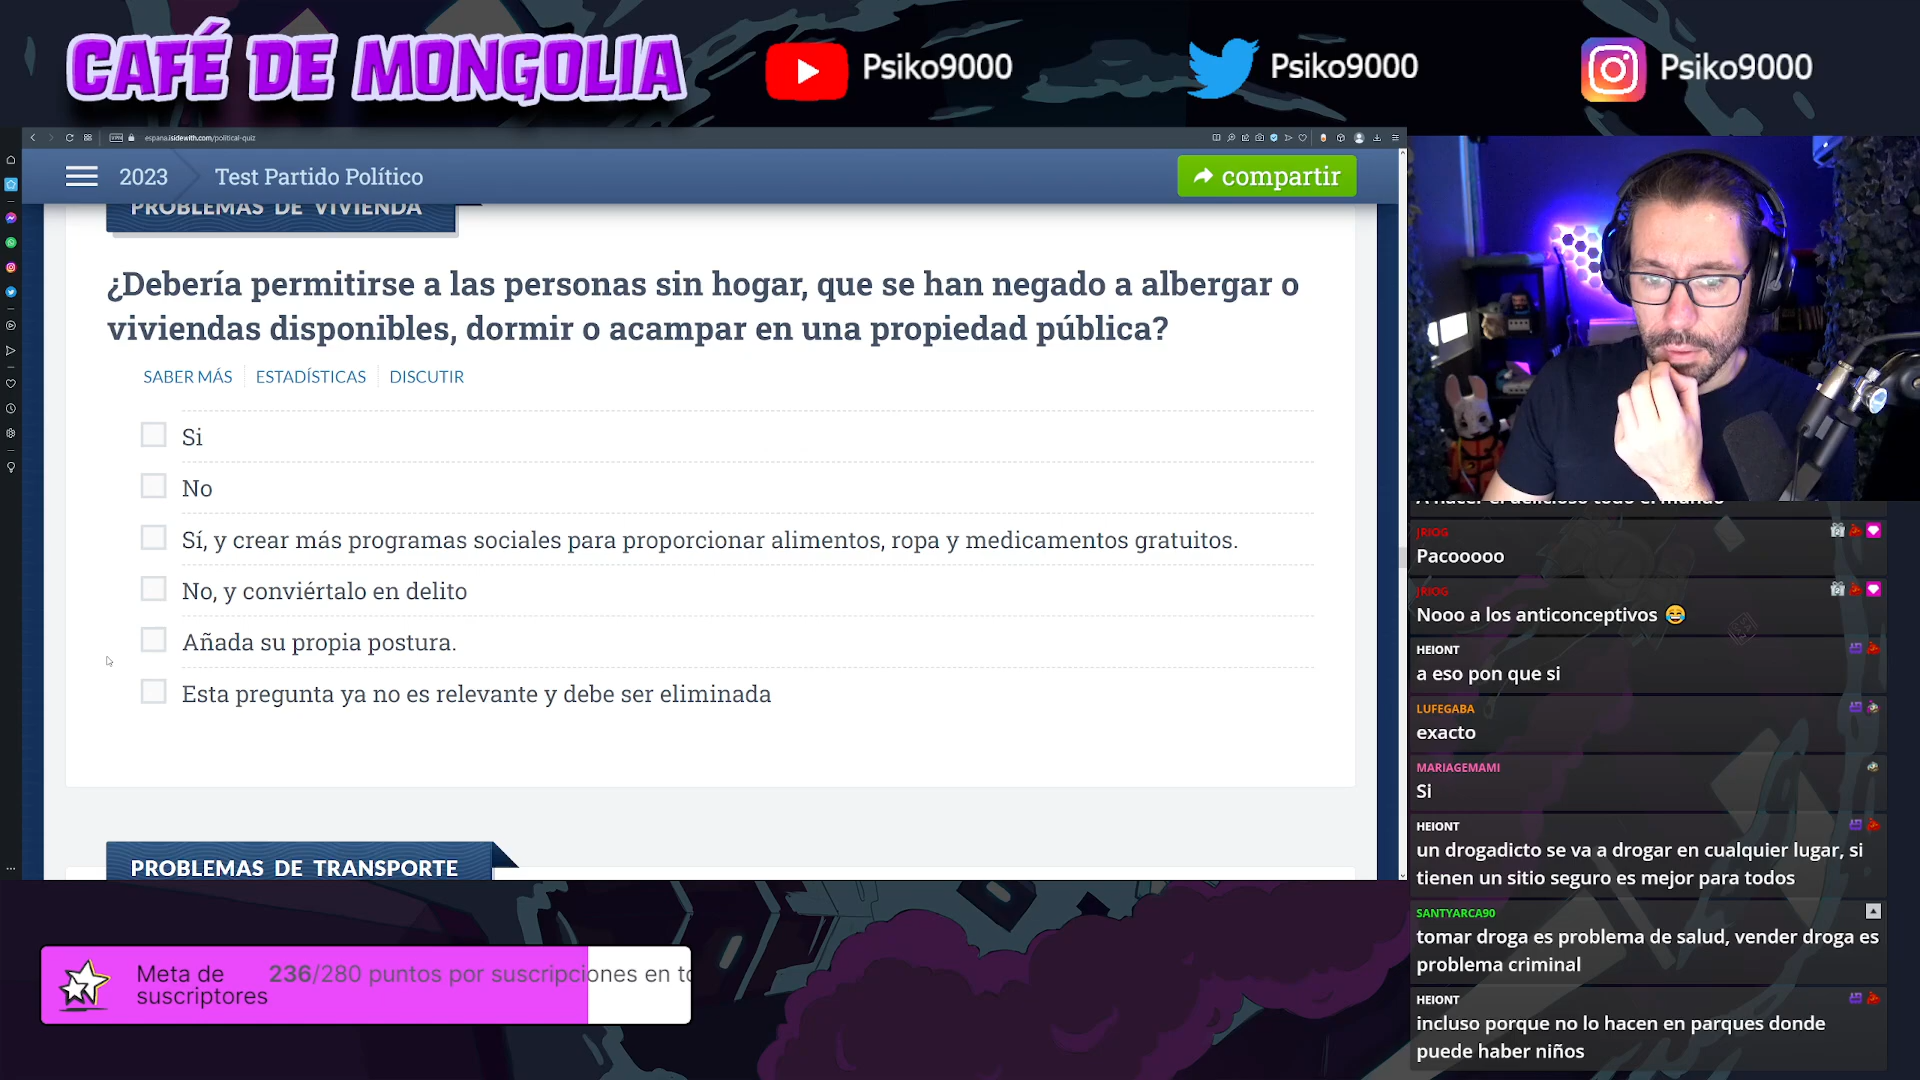 CAFÉ DE MONGOLIA
Psiko9000
Psiko9000
Psiko9000
espana.isidewith.com/political-quiz
2023
Test Partido Político
compartir
PROBLEMAS DE VIVIENDA
¿Debería permitirse a las personas sin hogar, que se han negado a albergar o
viviendas disponibles, dormir o acampar en una propiedad pública?
SABER MÁS
ESTADÍSTICAS
DISCUTIR
Si
No
Sí, y crear más programas sociales para proporcionar alimentos, ropa y medicamentos gratuitos.
No, y conviértalo en delito
Añada su propia postura.
Esta pregunta ya no es relevante y debe ser eliminada
PROBLEMAS DE TRANSPORTE
Meta de
suscriptores
236/280 puntos por suscripciones en to
JRIOG
Pacooooo
JRIOG
Nooo a los anticonceptivos 😂
HEIONT
a eso pon que si
LUFEGABA
exacto
MARIAGEMAMI
Si
HEIONT
un drogadicto se va a drogar en cualquier lugar, si
tienen un sitio seguro es mejor para todos
SANTYARCA90
tomar droga es problema de salud, vender droga es
problema criminal
HEIONT
incluso porque no lo hacen en parques donde
puede haber niños